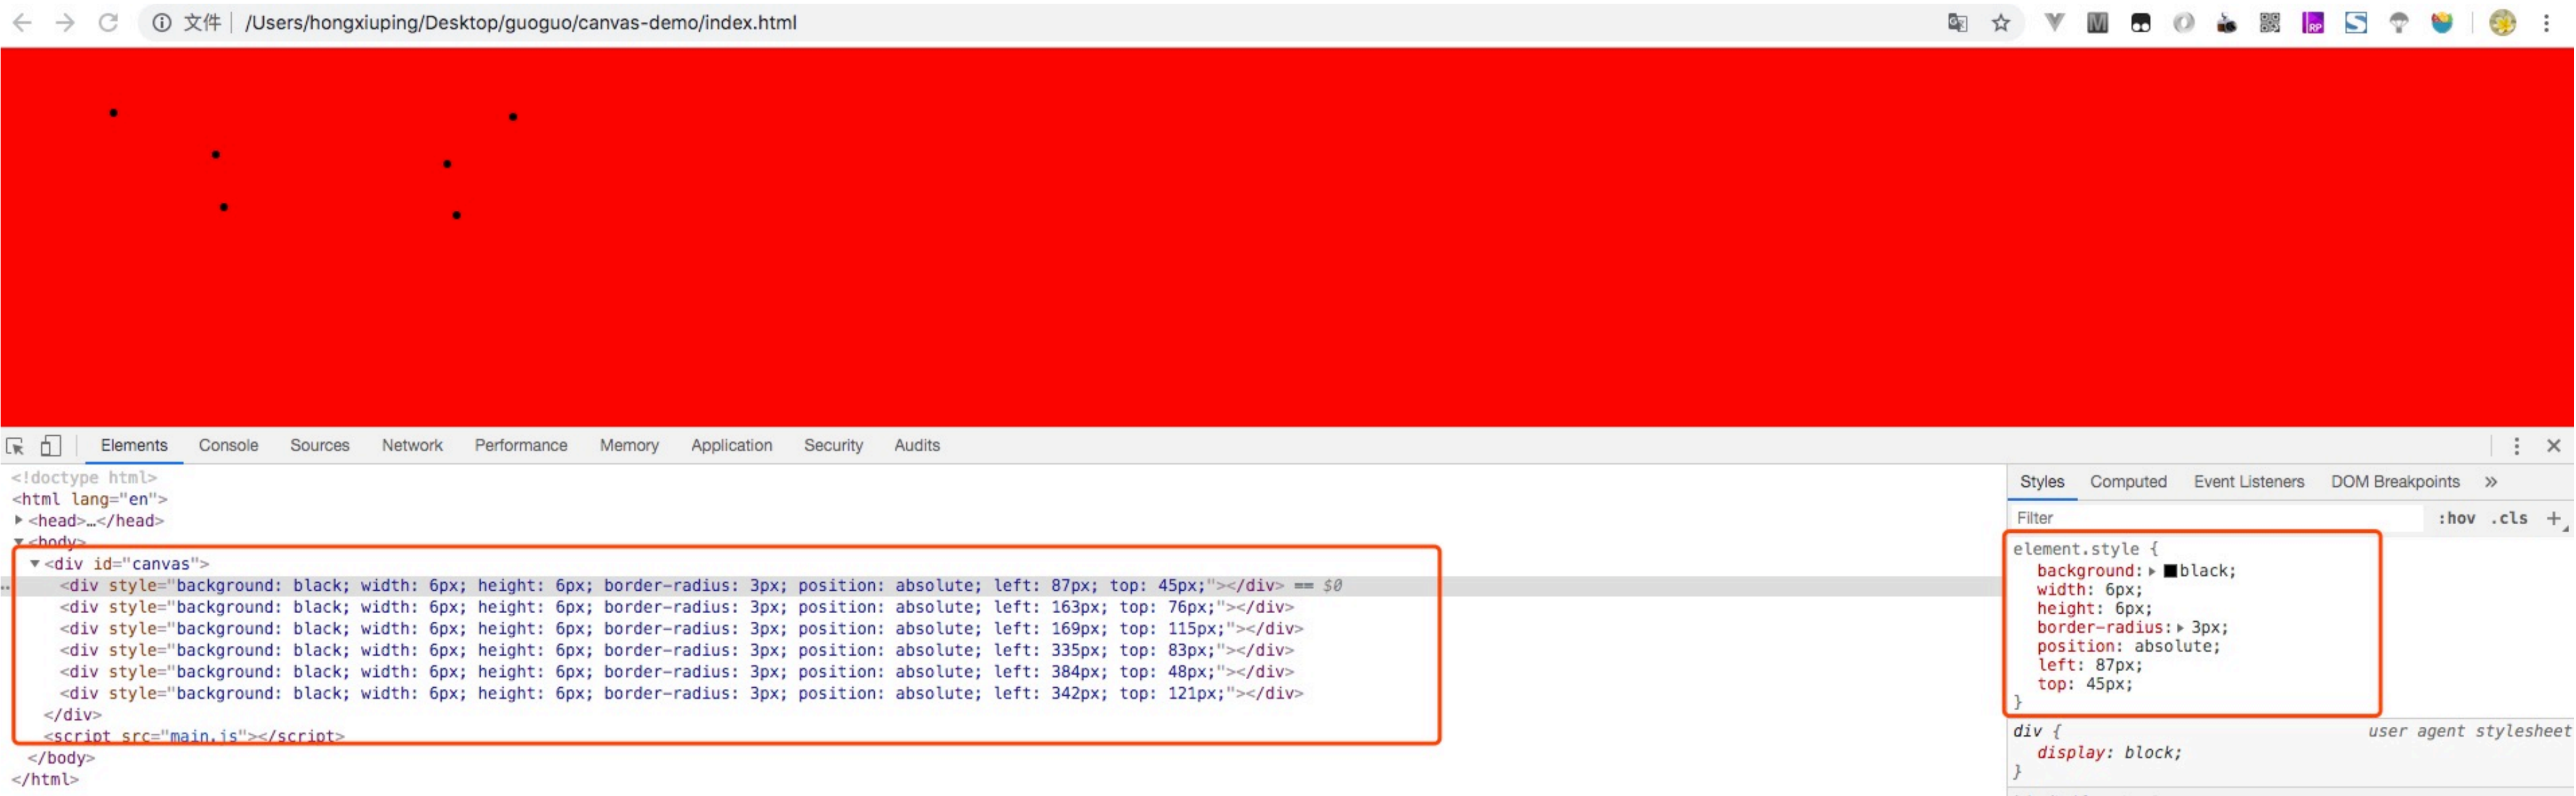 文件 /Users/hongxiuping/Desktop/guoguo/canvas-demo/index.html
Elements Console Sources Network Performance Memory Application Security Audits
<!doctype html>
<html lang="en">
<head>…</head>
<body>
<div id="canvas">
<div style="background: black; width: 6px; height: 6px; border-radius: 3px; position: absolute; left: 87px; top: 45px;"></div> == $0
<div style="background: black; width: 6px; height: 6px; border-radius: 3px; position: absolute; left: 163px; top: 76px;"></div>
<div style="background: black; width: 6px; height: 6px; border-radius: 3px; position: absolute; left: 169px; top: 115px;"></div>
<div style="background: black; width: 6px; height: 6px; border-radius: 3px; position: absolute; left: 335px; top: 83px;"></div>
<div style="background: black; width: 6px; height: 6px; border-radius: 3px; position: absolute; left: 384px; top: 48px;"></div>
<div style="background: black; width: 6px; height: 6px; border-radius: 3px; position: absolute; left: 342px; top: 121px;"></div>
</div>
<script src="main.js"></script>
</body>
</html>
Styles Computed Event Listeners DOM Breakpoints »
Filter :hov .cls +
element.style {
background: black;
width: 6px;
height: 6px;
border-radius: 3px;
position: absolute;
left: 87px;
top: 45px;
}
div { user agent stylesheet
display: block;
}